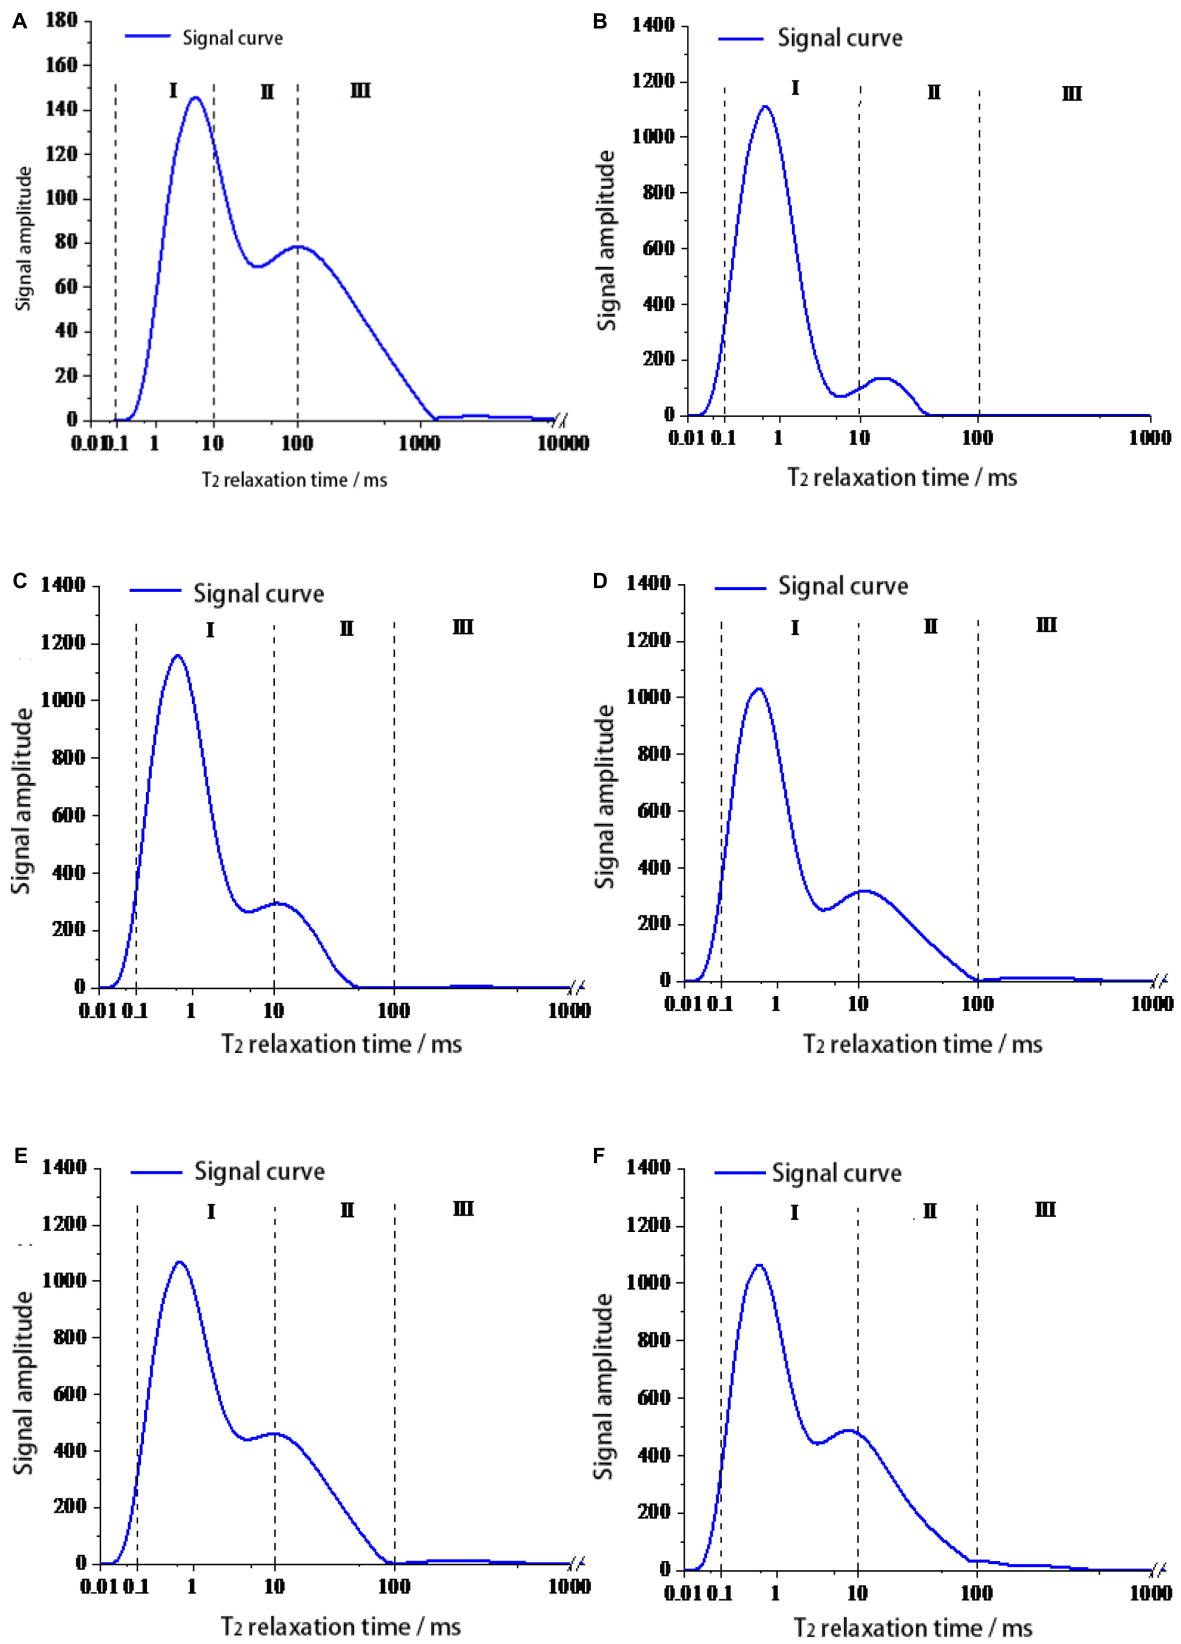 A
Signal curve
180
160
140
120
100
80
60
40
20
0
I II III
Signal amplitude
0.01 0.1 1 10 100 1000 10000
T2 relaxation time / ms
B
Signal curve
1400
1200
1000
800
600
400
200
0
I II III
Signal amplitude
0.01 0.1 1 10 100 1000
T2 relaxation time / ms
C
Signal curve
1400
1200
1000
800
600
400
200
0
I II III
Signal amplitude
0.01 0.1 1 10 100 1000
T2 relaxation time / ms
D
Signal curve
1400
1200
1000
800
600
400
200
0
I II III
Signal amplitude
0.01 0.1 1 10 100 1000
T2 relaxation time / ms
E
Signal curve
1400
1200
1000
800
600
400
200
0
I II III
Signal amplitude
0.01 0.1 1 10 100 1000
T2 relaxation time / ms
F
Signal curve
1400
1200
1000
800
600
400
200
0
I II III
Signal amplitude
0.01 0.1 1 10 100 1000
T2 relaxation time / ms